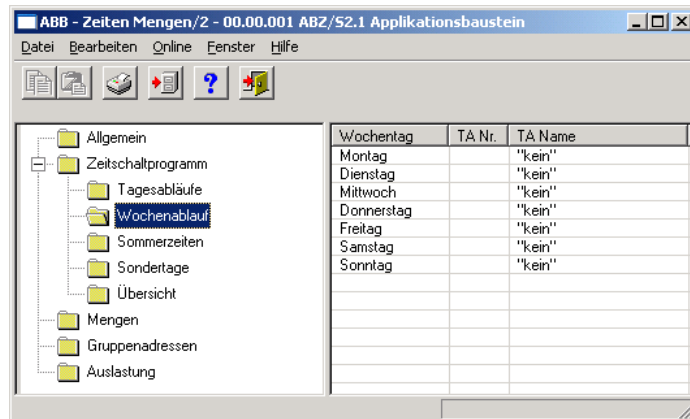 ABB - Zeiten Mengen/2 - 00.00.001 ABZ/S2.1 Applikationsbaustein
Datei Bearbeiten Online Fenster Hilfe
Allgemein
Zeitschaltprogramm
Tagesabläufe
Wochenablauf
Sommerzeiten
Sondertage
Übersicht
Mengen
Gruppenadressen
Auslastung
Wochentag TA Nr. TA Name
Montag "kein"
Dienstag "kein"
Mittwoch "kein"
Donnerstag "kein"
Freitag "kein"
Samstag "kein"
Sonntag "kein"